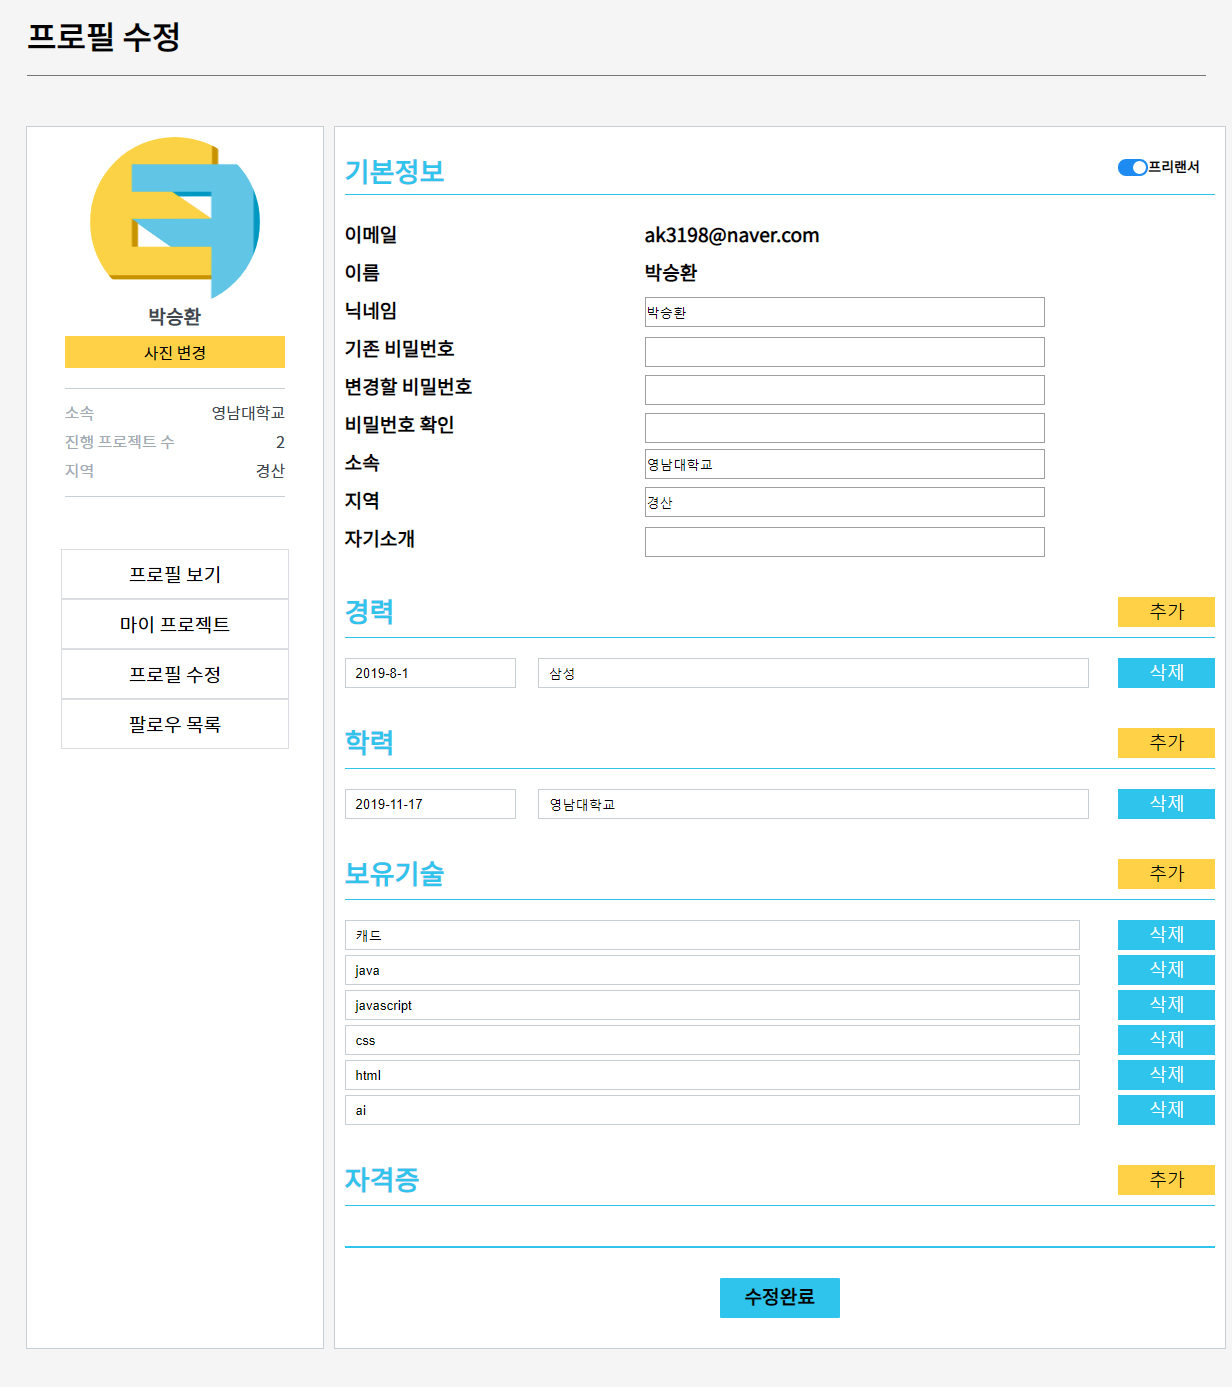 프로필 수정
박승환
사진 변경
소속 영남대학교
진행 프로젝트 수 2
지역 경산
프로필 보기
마이 프로젝트
프로필 수정
팔로우 목록
기본정보 프리랜서
이메일 ak3198@naver.com
이름 박승환
닉네임 박승환
기존 비밀번호
변경할 비밀번호
비밀번호 확인
소속 영남대학교
지역 경산
자기소개
경력 추가
2019-8-1 삼성 삭제
학력 추가
2019-11-17 영남대학교 삭제
보유기술 추가
캐드 삭제
java 삭제
javascript 삭제
css 삭제
html 삭제
ai 삭제
자격증 추가
수정완료